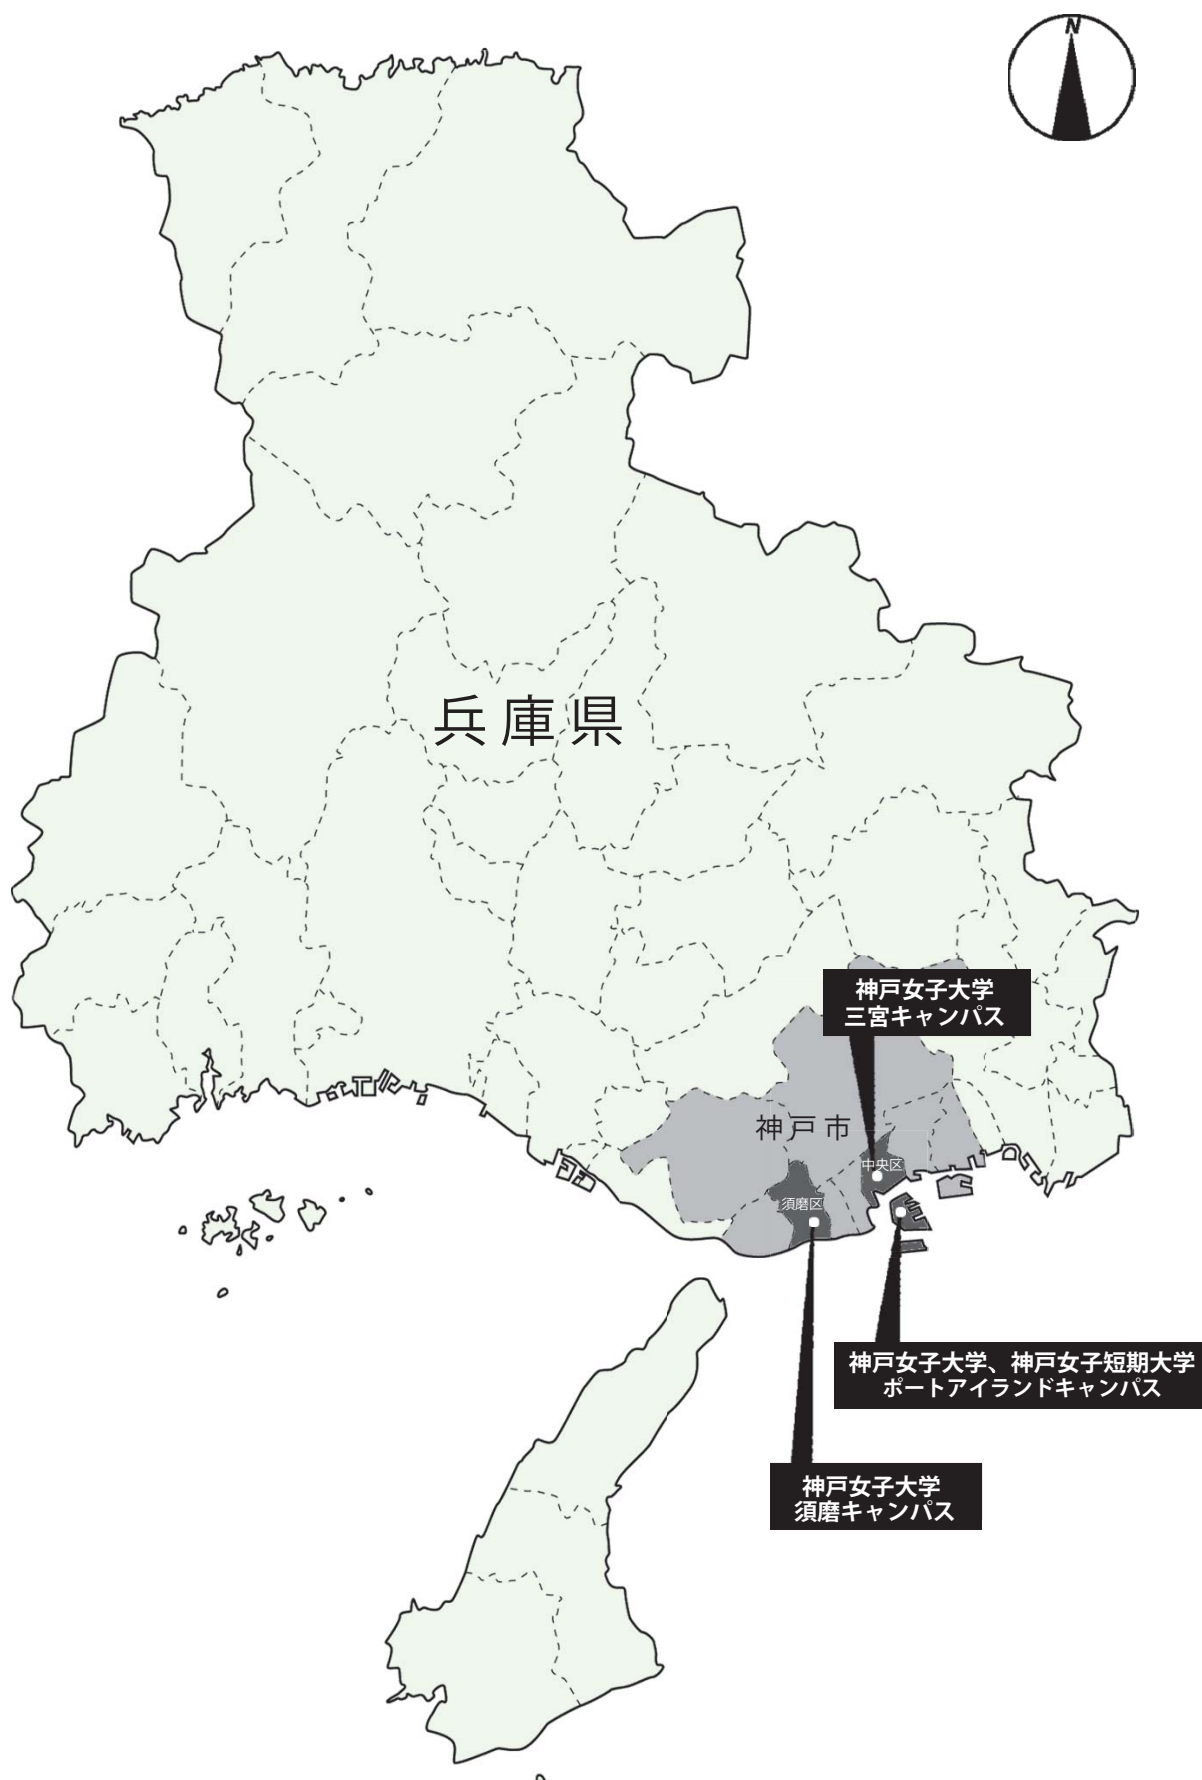 N
兵庫県
神戸女子大学
三宮キャンパス
神戸市
中央区
須磨区
神戸女子大学、神戸女子短期大学
ポートアイランドキャンパス
神戸女子大学
須磨キャンパス